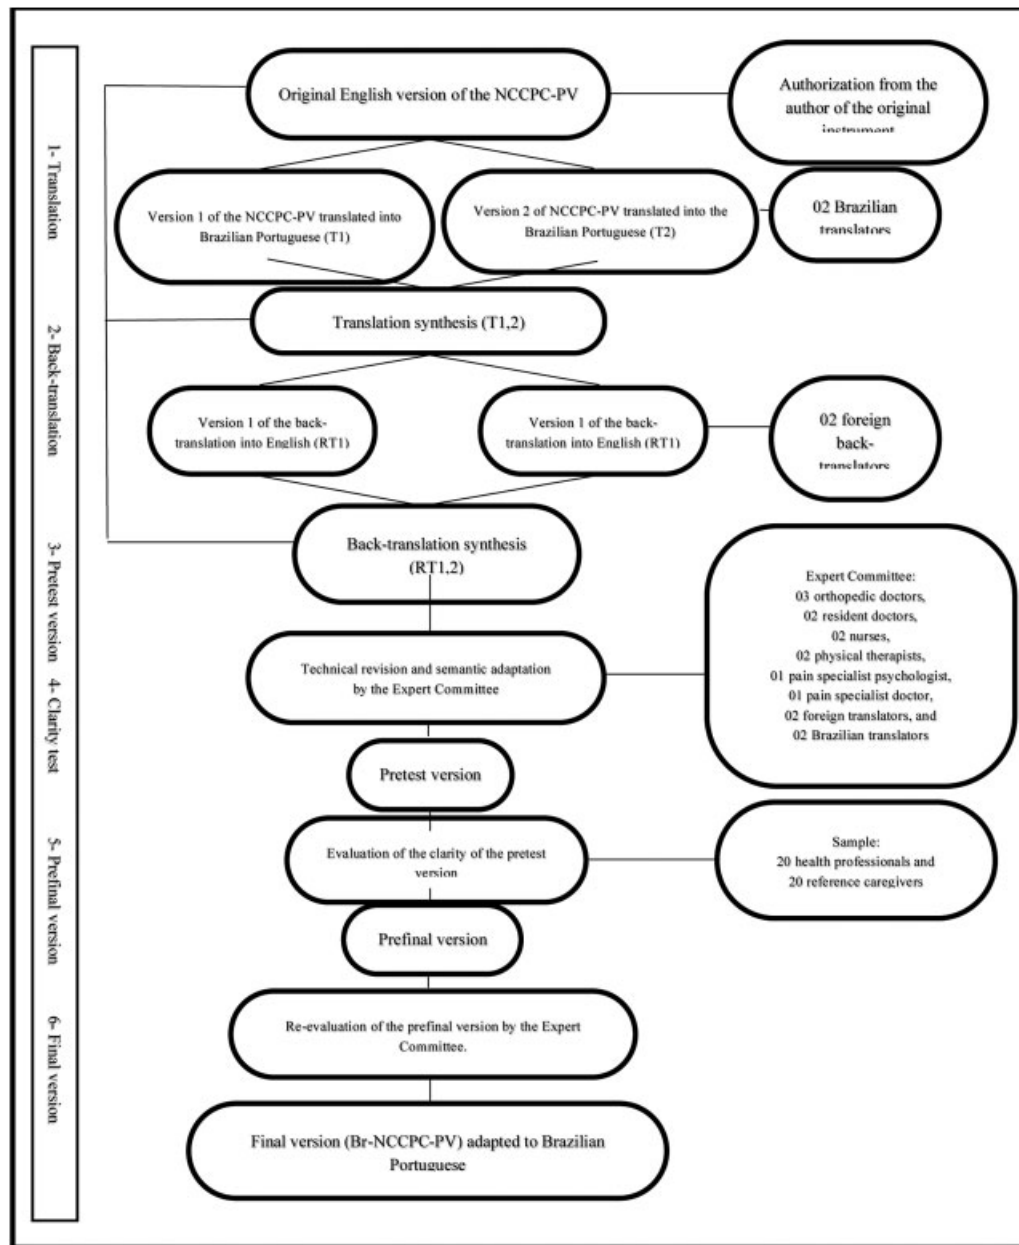 1- Translation
2- Back-translation
3- Pretest version
4- Clarity test
5- Prefinal version
6- Final version
Original English version of the NCCPC-PV
Authorization from the
author of the original
instrument
Version 1 of the NCCPC-PV translated into
Brazilian Portuguese (T1)
Version 2 of NCCPC-PV translated into the
Brazilian Portuguese (T2)
02 Brazilian
translators
Translation synthesis (T1,2)
Version 1 of the back-
translation into English (RT1)
Version 1 of the back-
translation into English (RT1)
02 foreign
back-
translators
Back-translation synthesis
(RT1,2)
Expert Committee:
03 orthopedic doctors,
02 resident doctors,
02 nurses,
02 physical therapists,
01 pain specialist psychologist,
01 pain specialist doctor,
02 foreign translators, and
02 Brazilian translators
Technical revision and semantic adaptation
by the Expert Committee
Pretest version
Evaluation of the clarity of the pretest
version
Sample:
20 health professionals and
20 reference caregivers
Prefinal version
Re-evaluation of the prefinal version by the Expert
Committee.
Final version (Br-NCCPC-PV) adapted to Brazilian
Portuguese